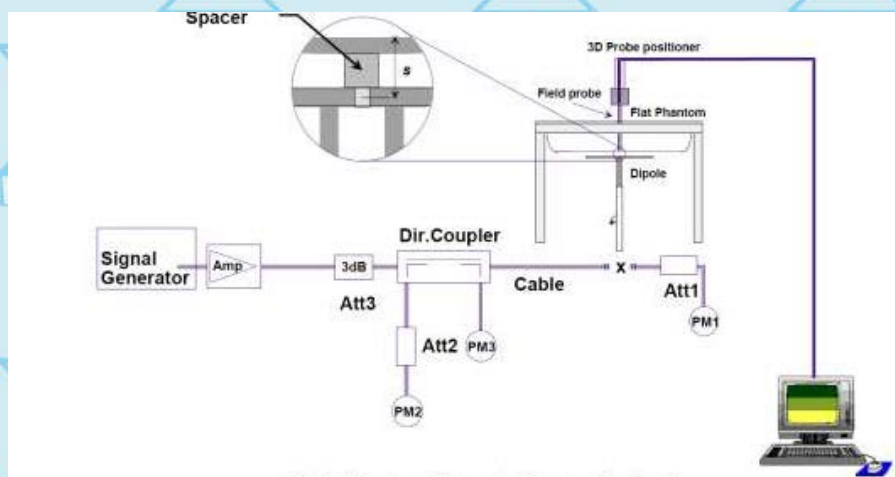 Spacer
s
3D Probe positioner
Field probe
Flat Phantom
Dipole
Signal
Generator
Amp
3dB
Att3
Dir.Coupler
Cable
x
Att1
PM1
Att2
PM3
PM2